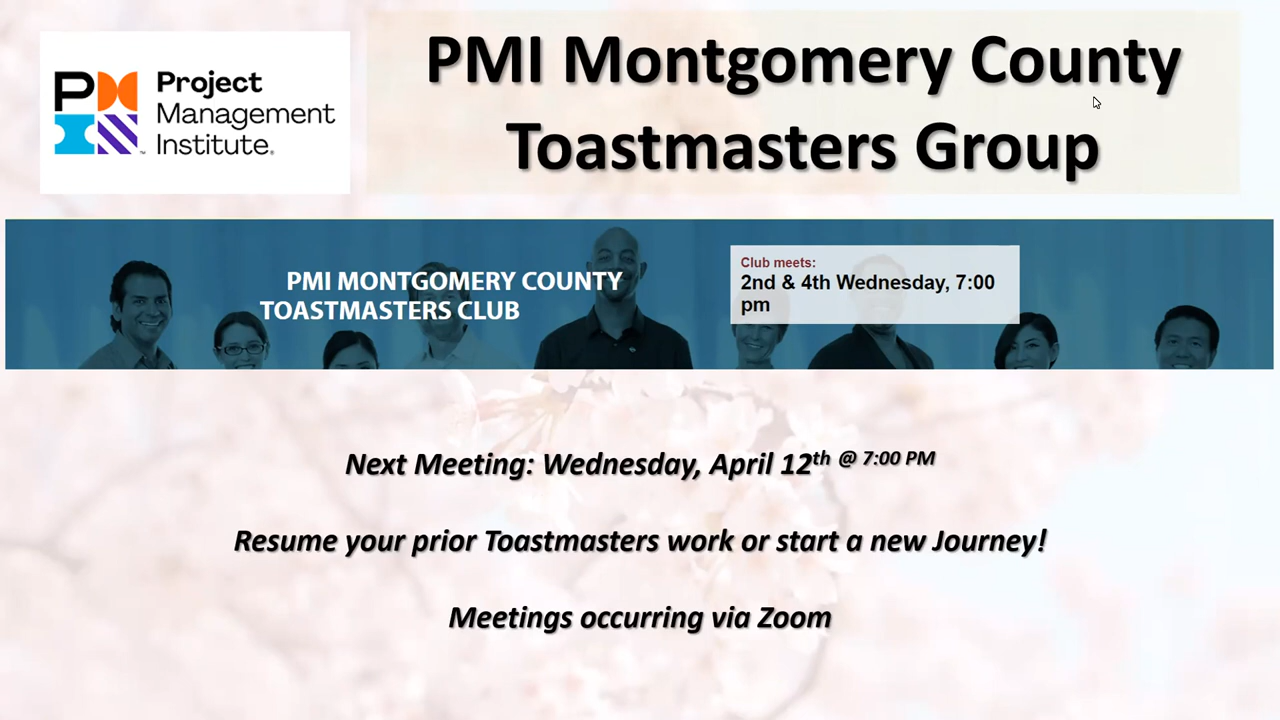 PMI
Project
Management
Institute.
PMI Montgomery County
Toastmasters Group
PMI MONTGOMERY COUNTY
TOASTMASTERS CLUB
Club meets:
2nd & 4th Wednesday, 7:00
pm
Next Meeting: Wednesday, April 12th @ 7:00 PM
Resume your prior Toastmasters work or start a new Journey!
Meetings occurring via Zoom